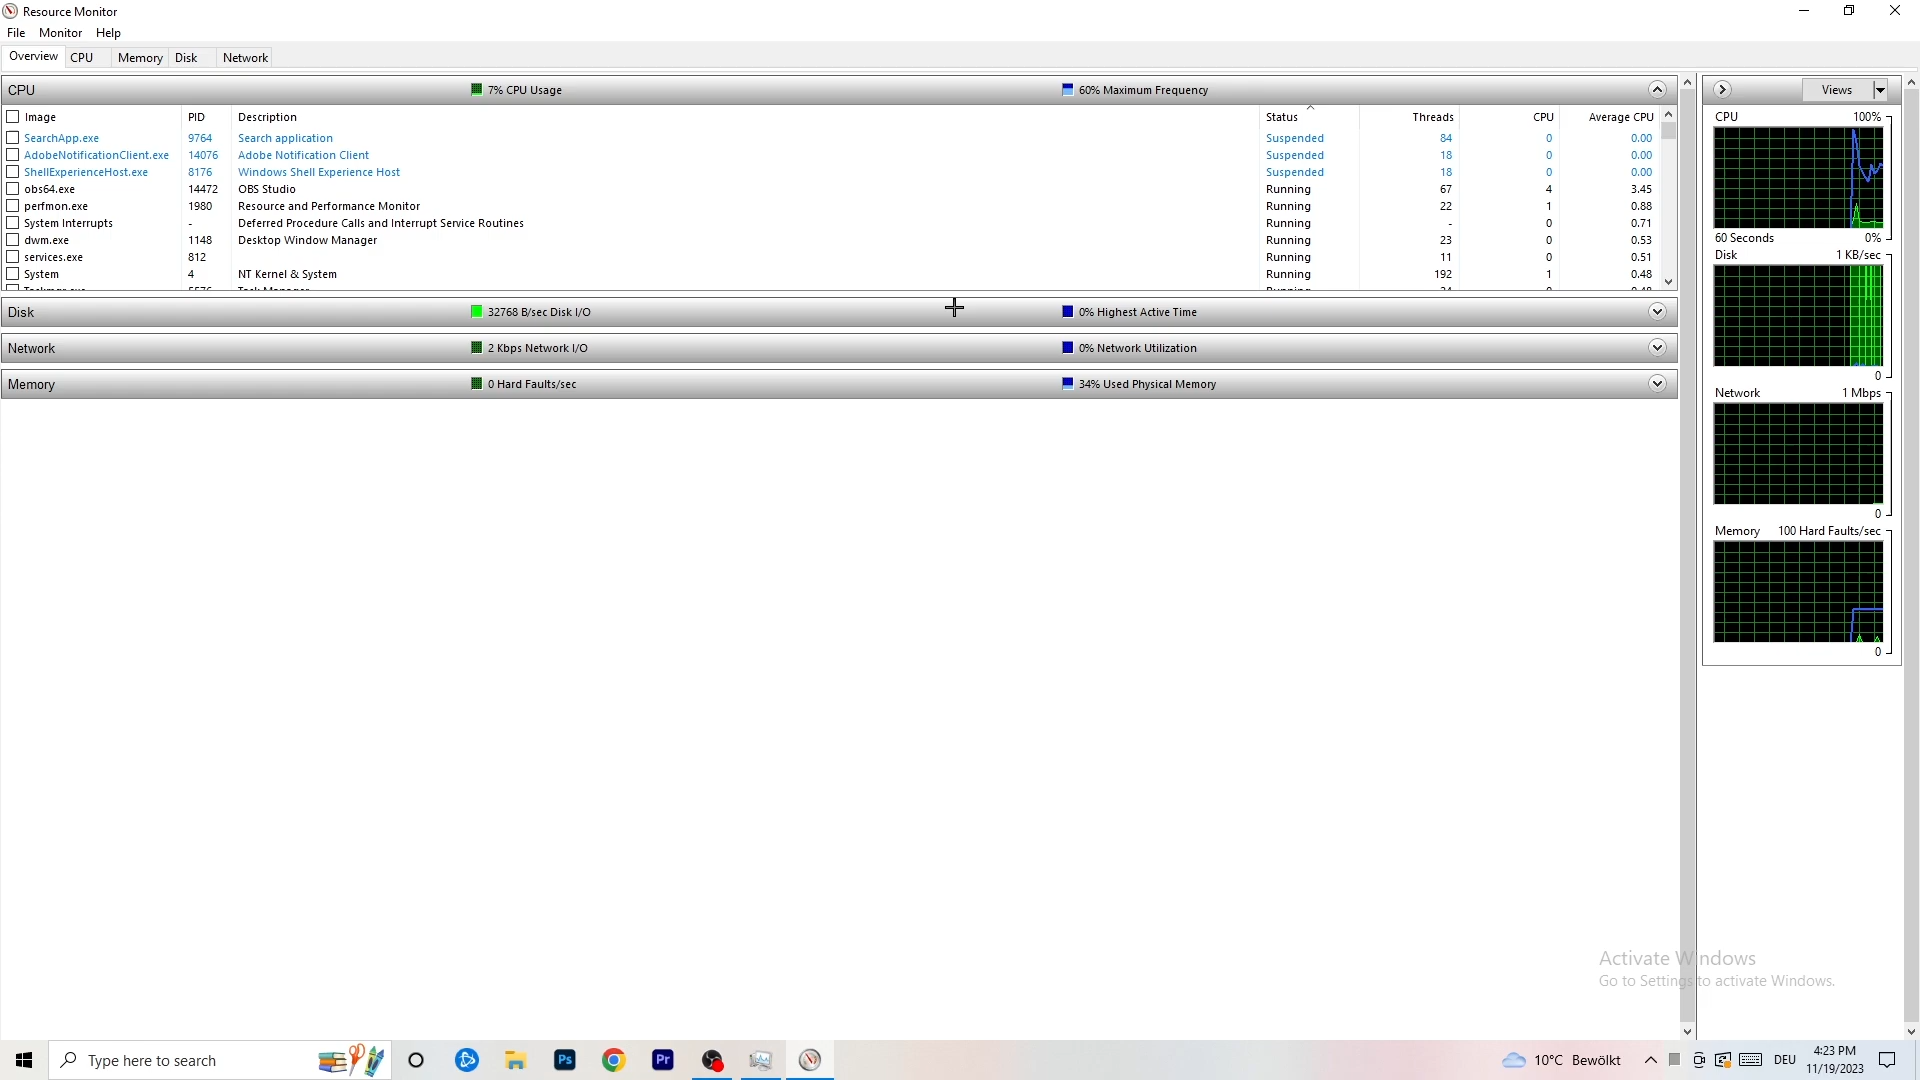 Resource Monitor
File Monitor Help
Overview CPU Memory Disk Network
CPU 7% CPU Usage 60% Maximum Frequency
Image PID Description Status Threads CPU Average CPU
SearchApp.exe 9764 Search application Suspended 84 0 0.00
AdobeNotificationClient.exe 14076 Adobe Notification Client Suspended 18 0 0.00
ShellExperienceHost.exe 8176 Windows Shell Experience Host Suspended 18 0 0.00
obs64.exe 14472 OBS Studio Running 67 4 3.45
perfmon.exe 1980 Resource and Performance Monitor Running 22 1 0.88
System Interrupts - Deferred Procedure Calls and Interrupt Service Routines Running - 0 0.71
dwm.exe 1148 Desktop Window Manager Running 23 0 0.53
services.exe 812 Running 11 0 0.51
System 4 NT Kernel & System Running 192 1 0.48
Disk 32768 B/sec Disk I/O 0% Highest Active Time
Network 2 Kbps Network I/O 0% Network Utilization
Memory 0 Hard Faults/sec 34% Used Physical Memory
Views
CPU 100%
60 Seconds 0%
Disk 1 KB/sec
0
Network 1 Mbps
0
Memory 100 Hard Faults/sec
0
Activate Windows
Go to Settings to activate Windows.
Type here to search
Ps
Pr
10°C Bewölkt
DEU
4:23 PM
11/19/2023